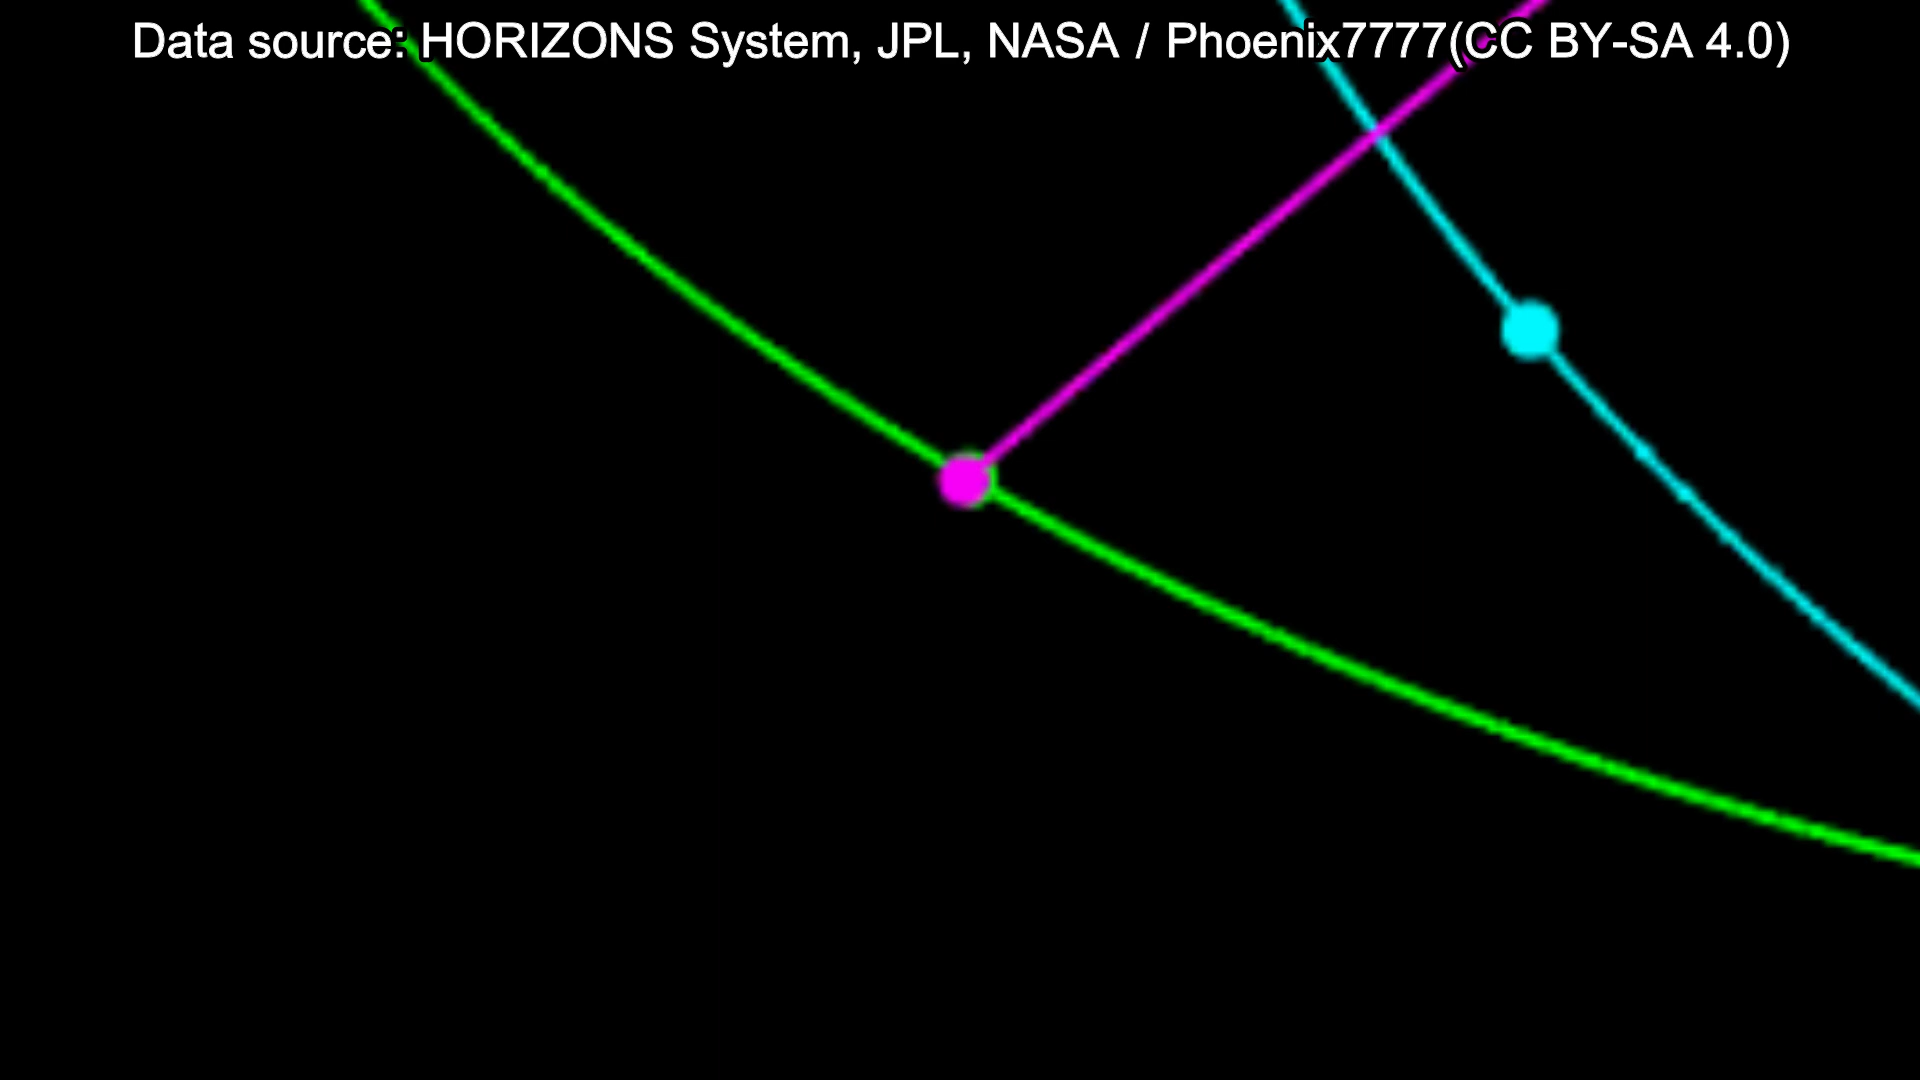 Data source: HORIZONS System, JPL, NASA / Phoenix7777(CC BY-SA 4.0)